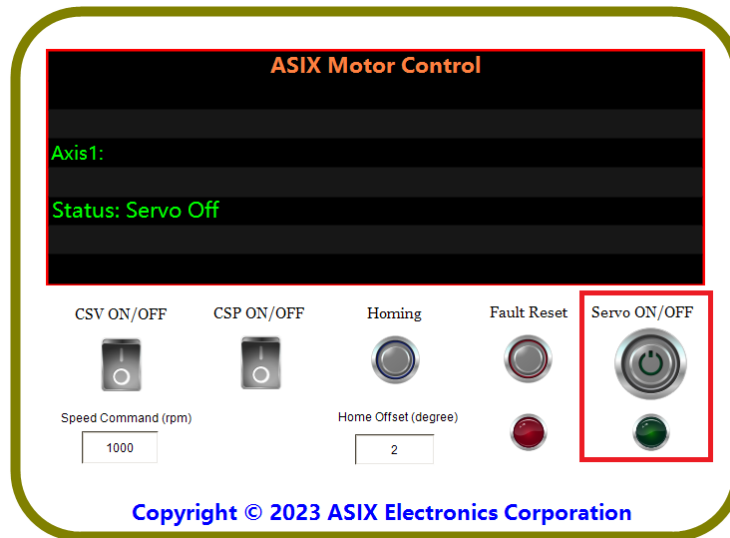 ASIX Motor Control
Axis1:
Status: Servo Off
CSV ON/OFF
CSP ON/OFF
Homing
Fault Reset
Servo ON/OFF
Speed Command (rpm)
Home Offset (degree)
1000
2
Copyright © 2023 ASIX Electronics Corporation